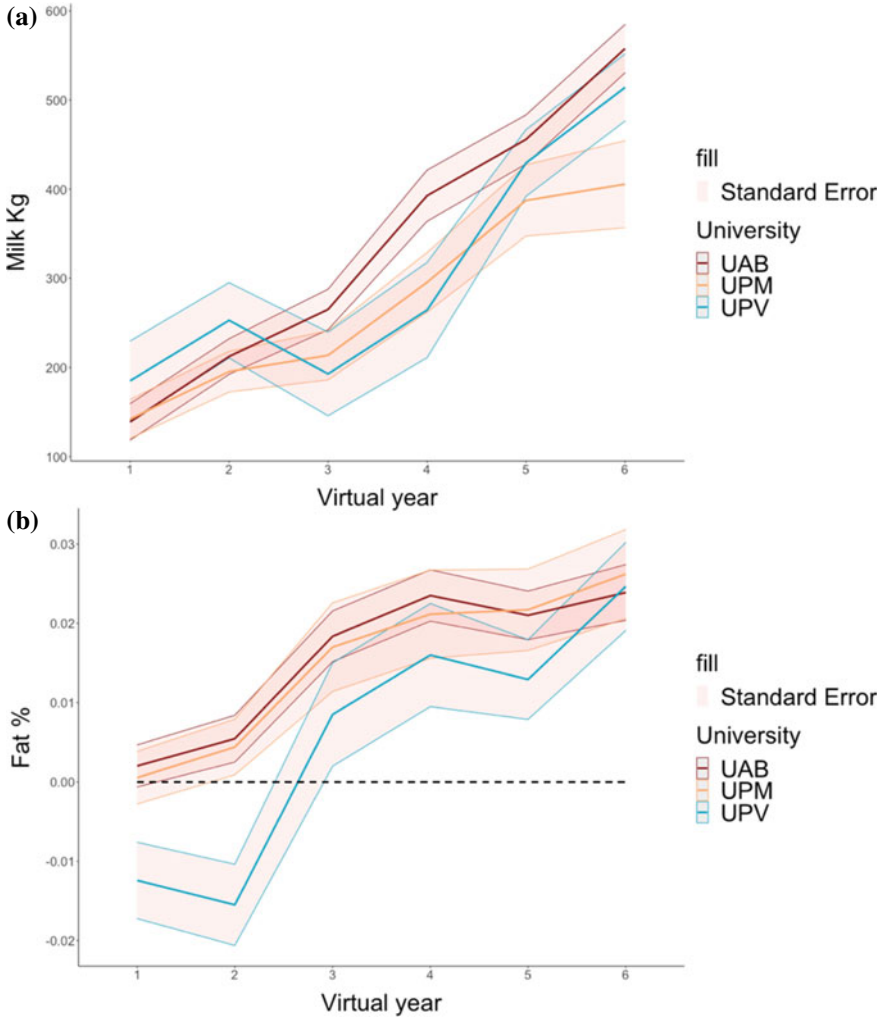 (a)
600
500
400
300
200
100
Milk Kg
1 2 3 4 5 6
Virtual year
fill
Standard Error
University
UAB
UPM
UPV
(b)
0.03
0.02
0.01
0.00
-0.01
-0.02
Fat %
1 2 3 4 5 6
Virtual year
fill
Standard Error
University
UAB
UPM
UPV